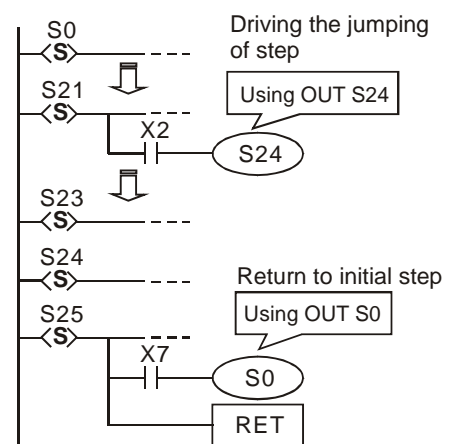 S0
Driving the jumping
of step
S
S21
S
Using OUT S24
X2
S24
S23
S
S24
S
Return to initial step
S25
S
Using OUT S0
X7
S0
RET